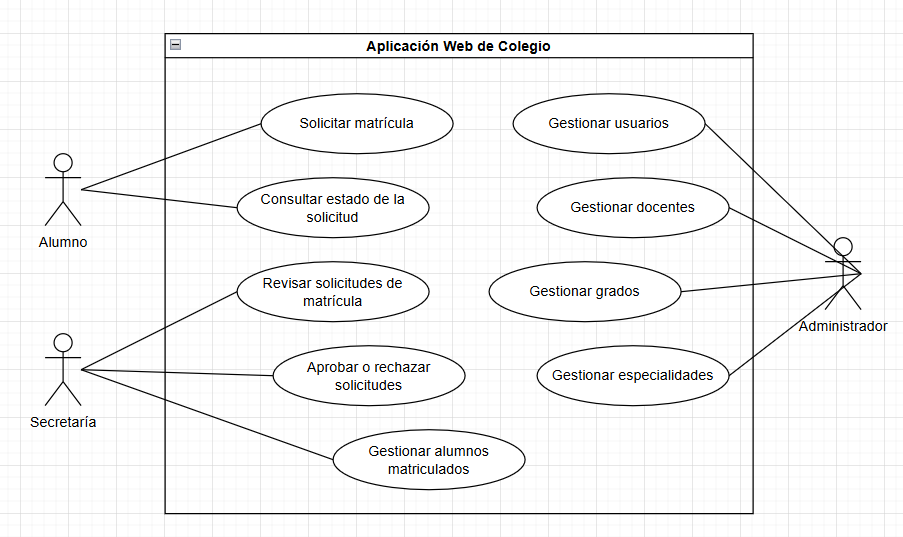 Aplicación Web de Colegio
Solicitar matrícula
Gestionar usuarios
Consultar estado de la
solicitud
Gestionar docentes
Alumno
Revisar solicitudes de
matrícula
Gestionar grados
Administrador
Aprobar o rechazar
solicitudes
Gestionar especialidades
Secretaría
Gestionar alumnos
matriculados